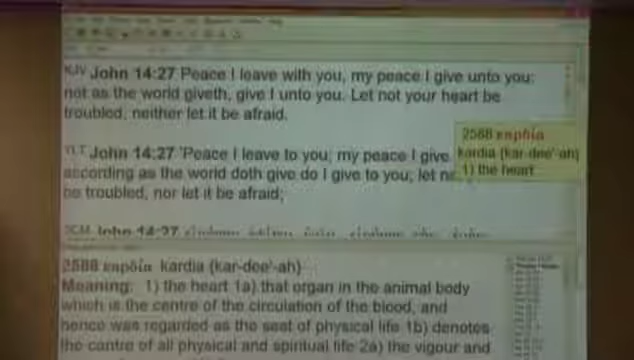 KJV John 14:27 Peace I leave with you, my peace I give unto you:
not as the world giveth, give I unto you. Let not your heart be
troubled, neither let it be afraid.
2588 καρδία
kardia {kar-dee'-ah}
1) the heart
YLT John 14:27 'Peace I leave to you; my peace I give
according as the world doth give do I give to you; let
be troubled, nor let it be afraid;
John 14:27
2588 καρδία kardia {kar-dee'-ah}
Meaning: 1) the heart 1a) that organ in the animal body
which is the centre of the circulation of the blood, and
hence was regarded as the seat of physical life 1b) denotes
the centre of all physical and spiritual life 2a) the vigour and